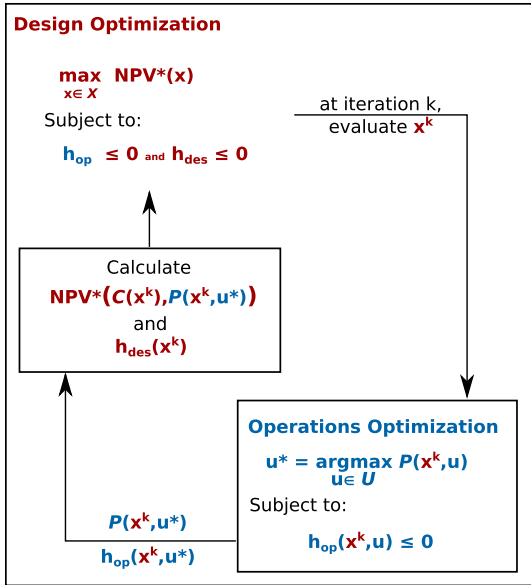 Design Optimization
max NPV*(x)
x∈ X
Subject to:
h_op ≤ 0 and h_des ≤ 0
at iteration k,
evaluate x^k
Calculate
NPV*(C(x^k),P(x^k,u*))
and
h_des(x^k)
Operations Optimization
u* = argmax P(x^k,u)
u∈ U
Subject to:
h_op(x^k,u) ≤ 0
P(x^k,u*)
h_op(x^k,u*)